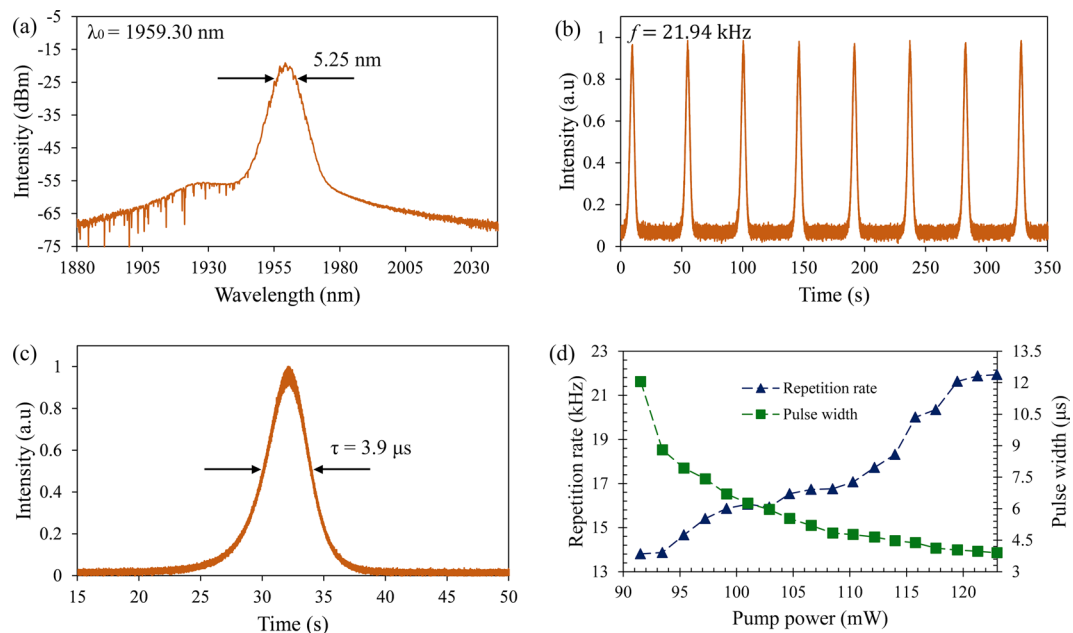 (a)
λ₀ = 1959.30 nm
5.25 nm
-5
-15
-25
-35
-45
-55
-65
-75
Intensity (dBm)
1880 1905 1930 1955 1980 2005 2030
Wavelength (nm)
(b)
f = 21.94 kHz
1
0.8
0.6
0.4
0.2
0
Intensity (a.u)
0 50 100 150 200 250 300 350
Time (s)
(c)
τ = 3.9 μs
1
0.8
0.6
0.4
0.2
0
Intensity (a.u)
15 20 25 30 35 40 45 50
Time (s)
(d)
Repetition rate
Pulse width
23
21
19
17
15
13
Repetition rate (kHz)
13.5
12
10.5
9
7.5
6
4.5
3
Pulse width (μs)
90 95 100 105 110 115 120
Pump power (mW)